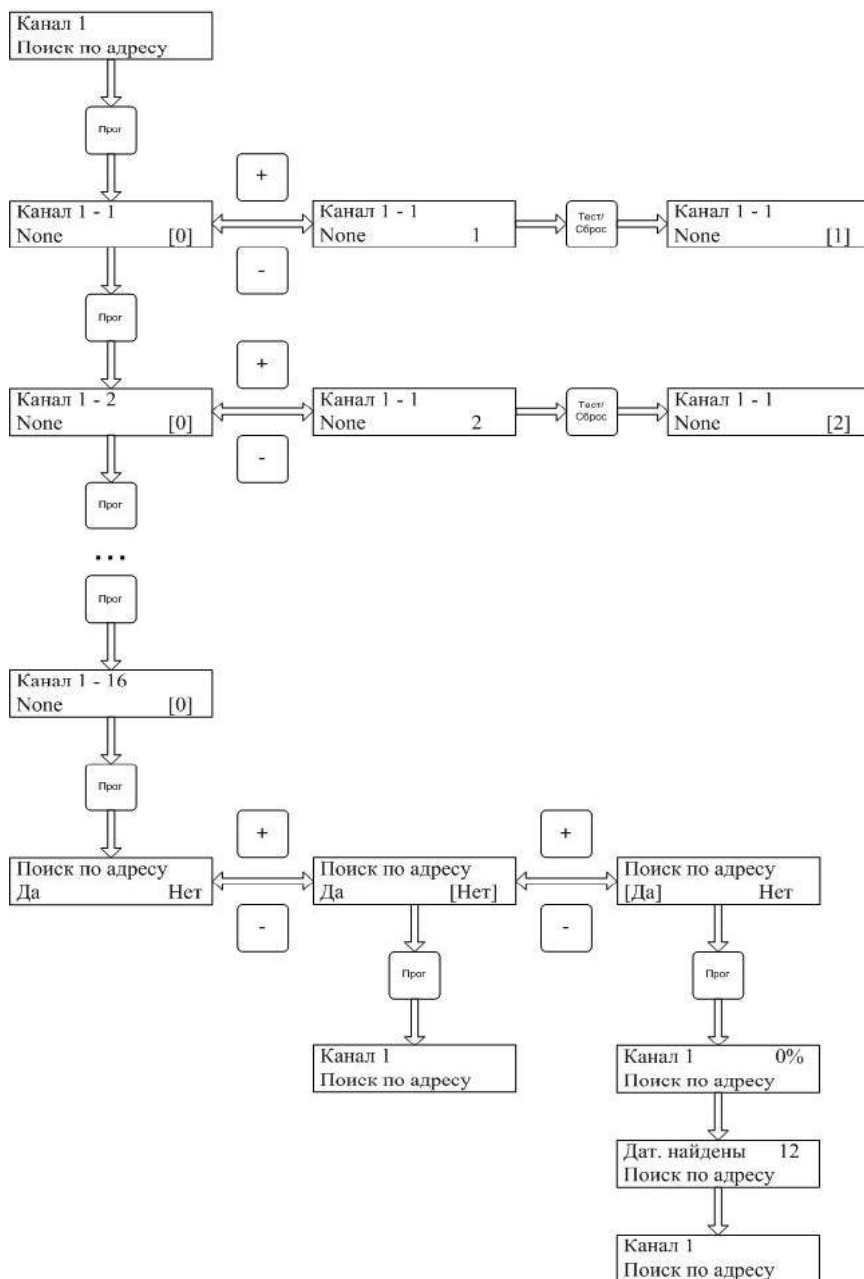 Канал 1
Поиск по адресу
Прог
+
Канал 1 - 1
None [0]
Канал 1 - 1
None 1
Тест/
Сброс
Канал 1 - 1
None [1]
-
Прог
+
Канал 1 - 2
None [0]
Канал 1 - 1
None 2
Тест/
Сброс
Канал 1 - 1
None [2]
-
Прог
...
Прог
Канал 1 - 16
None [0]
Прог
+
+
Поиск по адресу
Да Нет
Поиск по адресу
Да [Нет]
Поиск по адресу
[Да] Нет
-
-
Прог
Прог
Канал 1
Поиск по адресу
Канал 1 0%
Поиск по адресу
Дат. найдены 12
Поиск по адресу
Канал 1
Поиск по адресу